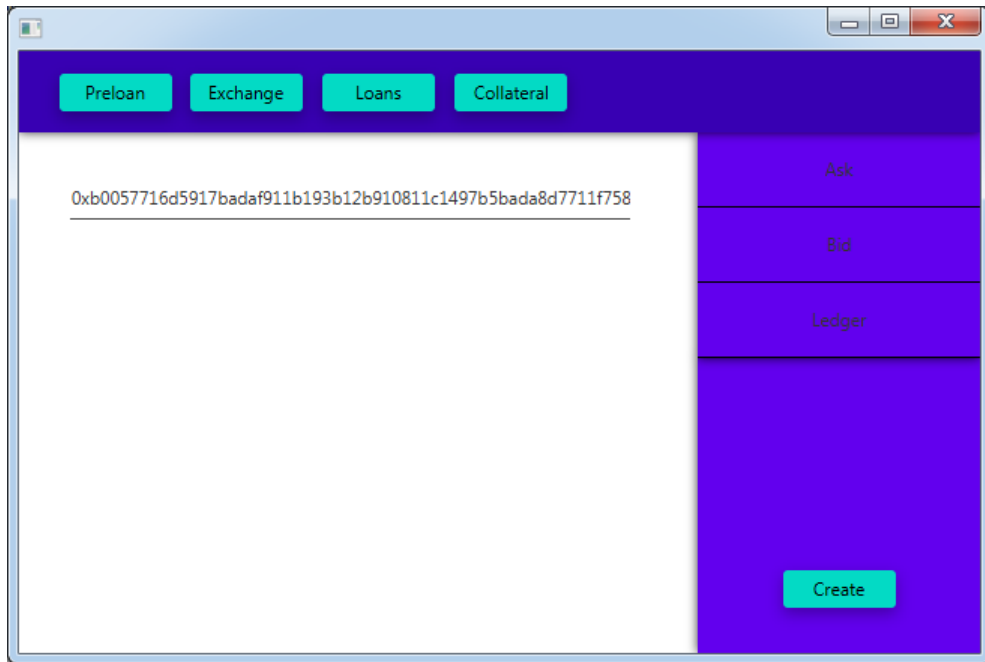 Preloan Exchange Loans Collateral
0xb0057716d5917badaf911b193b12b910811c1497b5bada8d7711f758
Ask
Bid
Ledger
Create